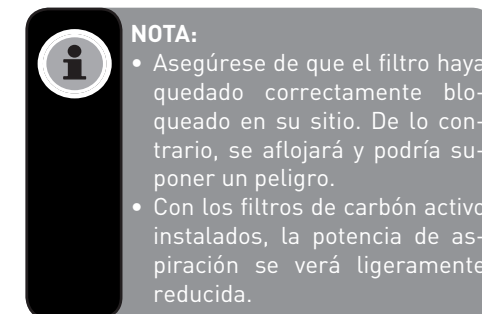 NOTA:
• Asegúrese de que el filtro haya
quedado correctamente blo-
queado en su sitio. De lo con-
trario, se aflojará y podría su-
poner un peligro.
• Con los filtros de carbón activo
instalados, la potencia de as-
piración se verá ligeramente
reducida.